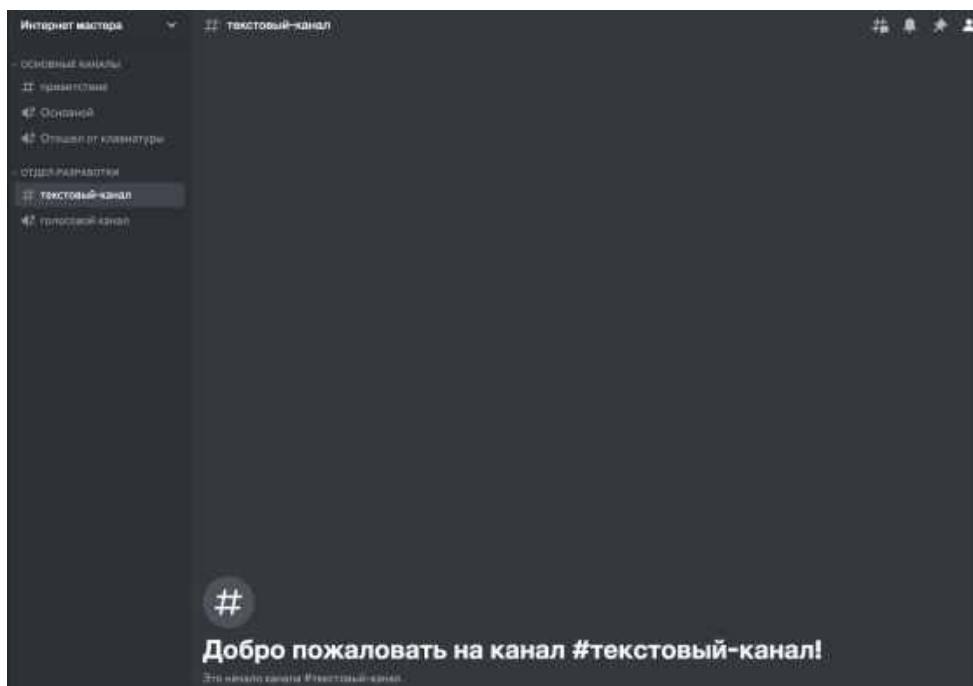 Интернет мастера
# текстовый-канал
ОСНОВНЫЕ КАНАЛЫ
# приветствие
Основной
Отошел от клавиатуры
ОТДЕЛ РАЗРАБОТКИ
# текстовый-канал
голосовой канал
#
Добро пожаловать на канал #текстовый-канал!
Это начало канала #текстовый-канал.